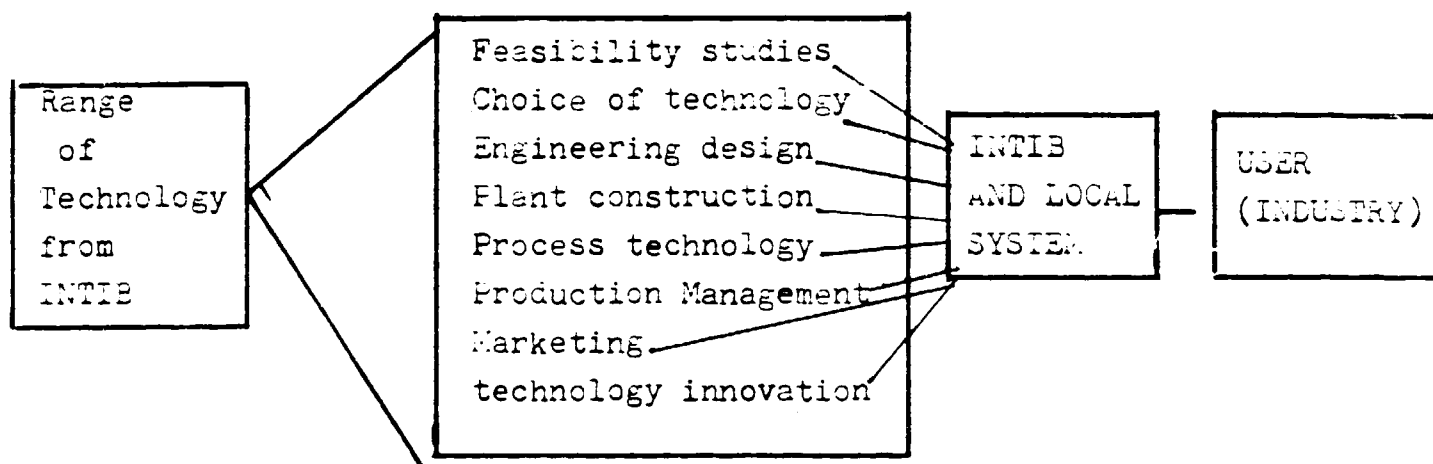 Range
of
Technology
from
INTIB
Feasibility studies
Choice of technology
Engineering design
Plant construction
Process technology
Production Management
Marketing
technology innovation
INTIB
AND LOCAL
SYSTEM
USER
(INDUSTRY)